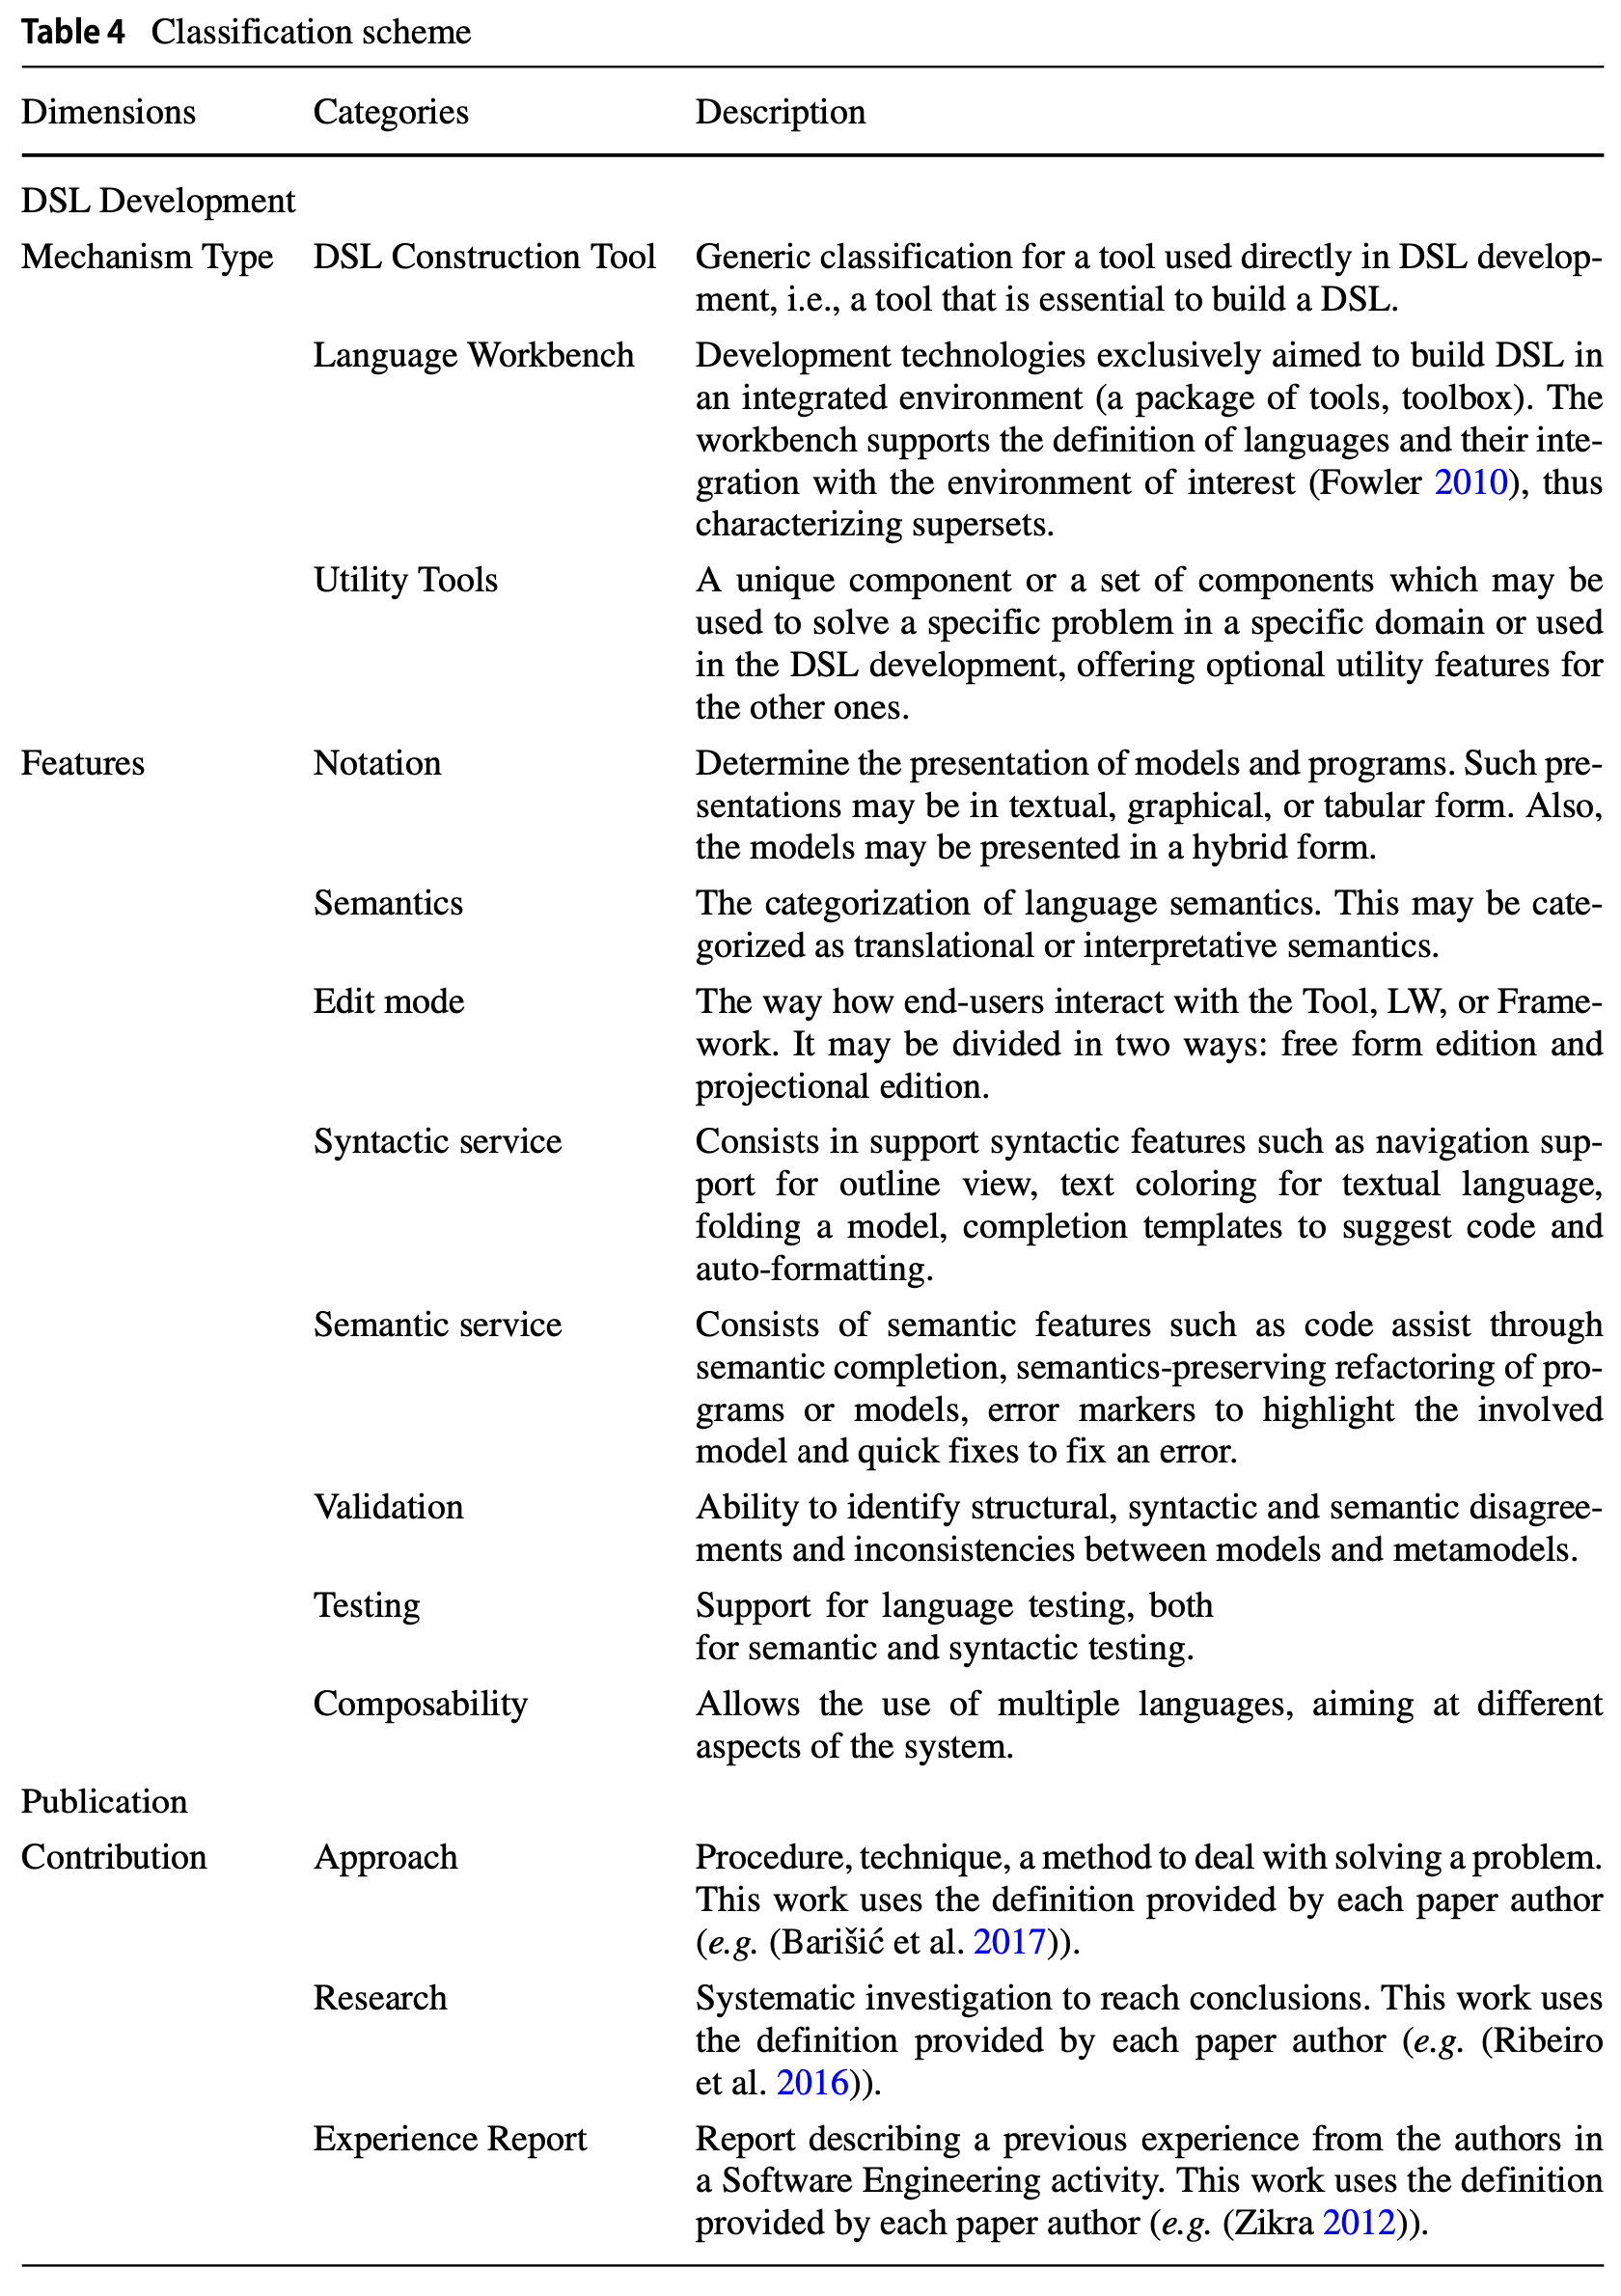 Table 4 Classification scheme
Dimensions Categories Description
DSL Development
Mechanism Type DSL Construction Tool Generic classification for a tool used directly in DSL develop-
ment, i.e., a tool that is essential to build a DSL.
Language Workbench Development technologies exclusively aimed to build DSL in
an integrated environment (a package of tools, toolbox). The
workbench supports the definition of languages and their inte-
gration with the environment of interest (Fowler 2010), thus
characterizing supersets.
Utility Tools A unique component or a set of components which may be
used to solve a specific problem in a specific domain or used
in the DSL development, offering optional utility features for
the other ones.
Features Notation Determine the presentation of models and programs. Such pre-
sentations may be in textual, graphical, or tabular form. Also,
the models may be presented in a hybrid form.
Semantics The categorization of language semantics. This may be cate-
gorized as translational or interpretative semantics.
Edit mode The way how end-users interact with the Tool, LW, or Frame-
work. It may be divided in two ways: free form edition and
projectional edition.
Syntactic service Consists in support syntactic features such as navigation sup-
port for outline view, text coloring for textual language,
folding a model, completion templates to suggest code and
auto-formatting.
Semantic service Consists of semantic features such as code assist through
semantic completion, semantics-preserving refactoring of pro-
grams or models, error markers to highlight the involved
model and quick fixes to fix an error.
Validation Ability to identify structural, syntactic and semantic disagree-
ments and inconsistencies between models and metamodels.
Testing Support for language testing, both
for semantic and syntactic testing.
Composability Allows the use of multiple languages, aiming at different
aspects of the system.
Publication
Contribution Approach Procedure, technique, a method to deal with solving a problem.
This work uses the definition provided by each paper author
(e.g. (Barišić et al. 2017)).
Research Systematic investigation to reach conclusions. This work uses
the definition provided by each paper author (e.g. (Ribeiro
et al. 2016)).
Experience Report Report describing a previous experience from the authors in
a Software Engineering activity. This work uses the definition
provided by each paper author (e.g. (Zikra 2012)).